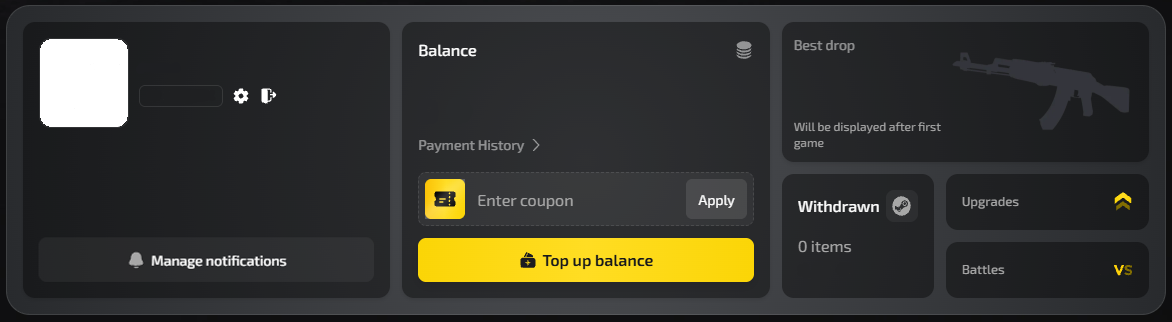 Balance
Payment History
Enter coupon
Apply
Top up balance
Manage notifications
Best drop
Will be displayed after first
game
Withdrawn
0 items
Upgrades
Battles
VS